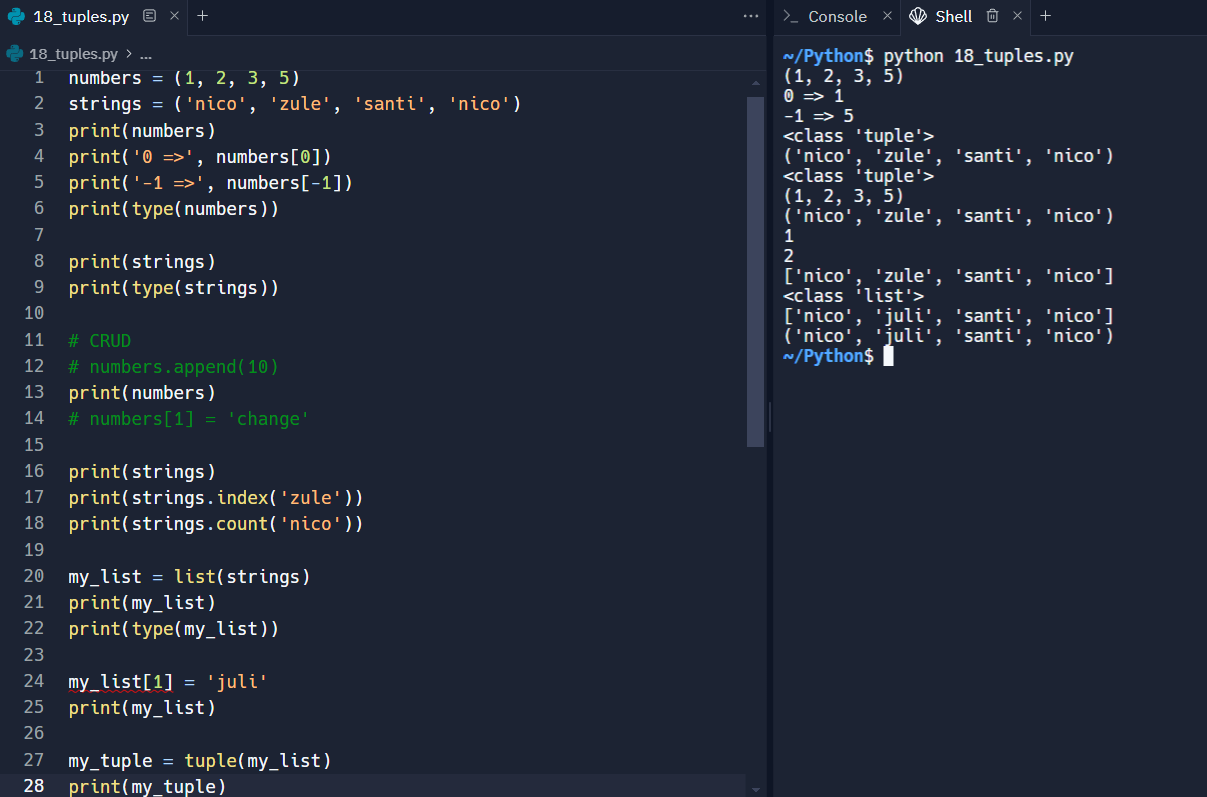 18_tuples.py
18_tuples.py > ...
1 numbers = (1, 2, 3, 5)
2 strings = ('nico', 'zule', 'santi', 'nico')
3 print(numbers)
4 print('0 =>', numbers[0])
5 print('-1 =>', numbers[-1])
6 print(type(numbers))
7
8 print(strings)
9 print(type(strings))
10
11 # CRUD
12 # numbers.append(10)
13 print(numbers)
14 # numbers[1] = 'change'
15
16 print(strings)
17 print(strings.index('zule'))
18 print(strings.count('nico'))
19
20 my_list = list(strings)
21 print(my_list)
22 print(type(my_list))
23
24 my_list[1] = 'juli'
25 print(my_list)
26
27 my_tuple = tuple(my_list)
28 print(my_tuple)
Console
Shell
~/Python$ python 18_tuples.py
(1, 2, 3, 5)
0 => 1
-1 => 5
<class 'tuple'>
('nico', 'zule', 'santi', 'nico')
<class 'tuple'>
(1, 2, 3, 5)
('nico', 'zule', 'santi', 'nico')
1
2
['nico', 'zule', 'santi', 'nico']
<class 'list'>
['nico', 'juli', 'santi', 'nico']
('nico', 'juli', 'santi', 'nico')
~/Python$